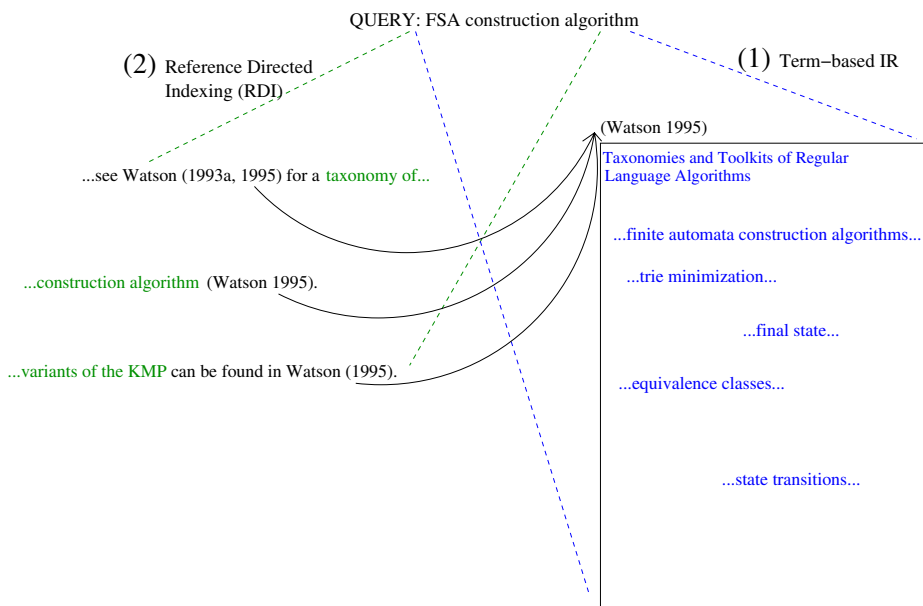 QUERY: FSA construction algorithm
(2) Reference Directed
Indexing (RDI)
(1) Term−based IR
(Watson 1995)
Taxonomies and Toolkits of Regular
Language Algorithms
...see Watson (1993a, 1995) for a taxonomy of...
...finite automata construction algorithms...
...construction algorithm (Watson 1995).
...trie minimization...
...final state...
...variants of the KMP can be found in Watson (1995).
...equivalence classes...
...state transitions...